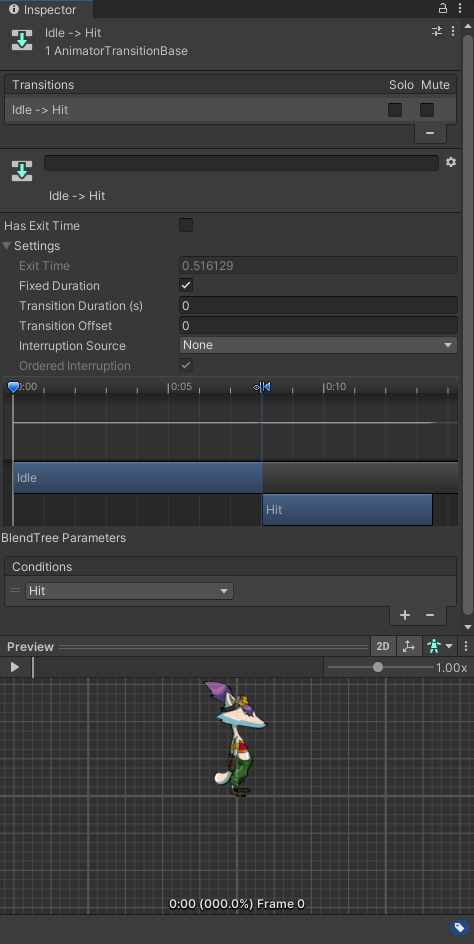 Inspector
Idle -> Hit
1 AnimatorTransitionBase
Transitions Solo Mute
Idle -> Hit
Idle -> Hit
Has Exit Time
Settings
Exit Time 0.516129
Fixed Duration
Transition Duration (s) 0
Transition Offset 0
Interruption Source None
Ordered Interruption
0:00 0:05 0:10
Idle
Hit
BlendTree Parameters
Conditions
Hit
Preview 2D
1.00x
0:00 (000.0%) Frame 0